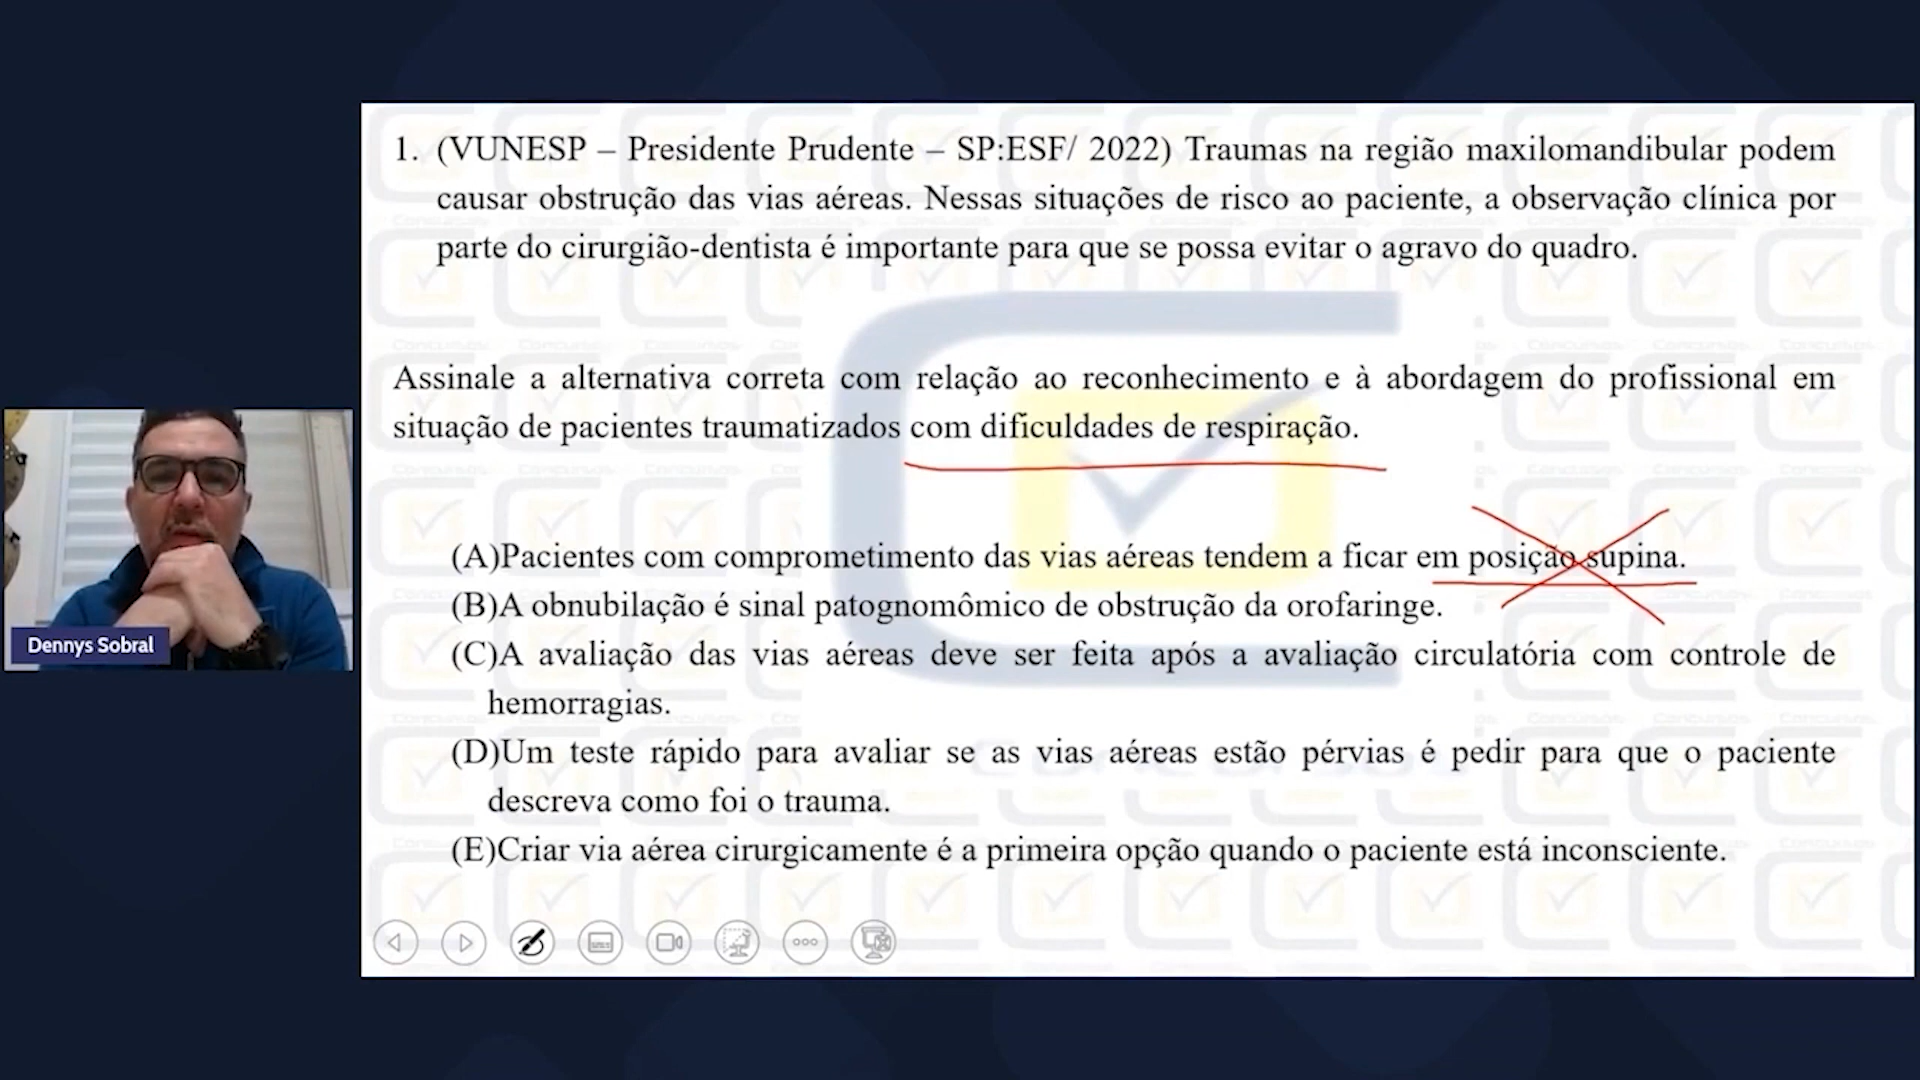 1. (VUNESP – Presidente Prudente – SP:ESF/ 2022) Traumas na região maxilomandibular podem
causar obstrução das vias aéreas. Nessas situações de risco ao paciente, a observação clínica por
parte do cirurgião-dentista é importante para que se possa evitar o agravo do quadro.
Assinale a alternativa correta com relação ao reconhecimento e à abordagem do profissional em
situação de pacientes traumatizados com dificuldades de respiração.
(A)Pacientes com comprometimento das vias aéreas tendem a ficar em posição supina.
(B)A obnubilação é sinal patognomômico de obstrução da orofaringe.
(C)A avaliação das vias aéreas deve ser feita após a avaliação circulatória com controle de
hemorragias.
(D)Um teste rápido para avaliar se as vias aéreas estão pérvias é pedir para que o paciente
descreva como foi o trauma.
(E)Criar via aérea cirurgicamente é a primeira opção quando o paciente está inconsciente.
Dennys Sobral